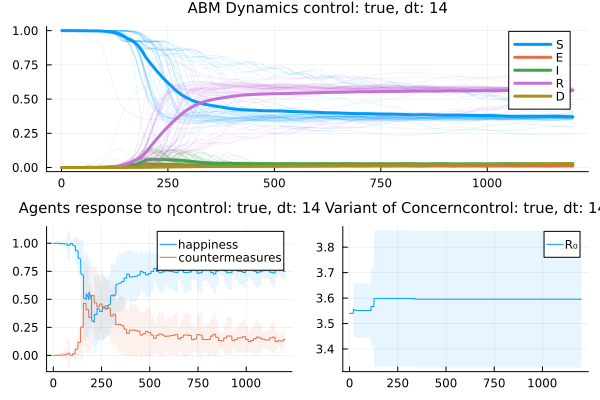 ABM Dynamics control: true, dt: 14
1.00
0.75
0.50
0.25
0.00
S
E
I
R
D
0
250
500
750
1000
Agents response to ηcontrol: true, dt: 14
1.00
0.75
0.50
0.25
0.00
happiness
countermeasures
0
250
500
750
1000
Variant of Concerncontrol: true, dt: 14
3.8
3.7
3.6
3.5
3.4
R₀
0
250
500
750
1000